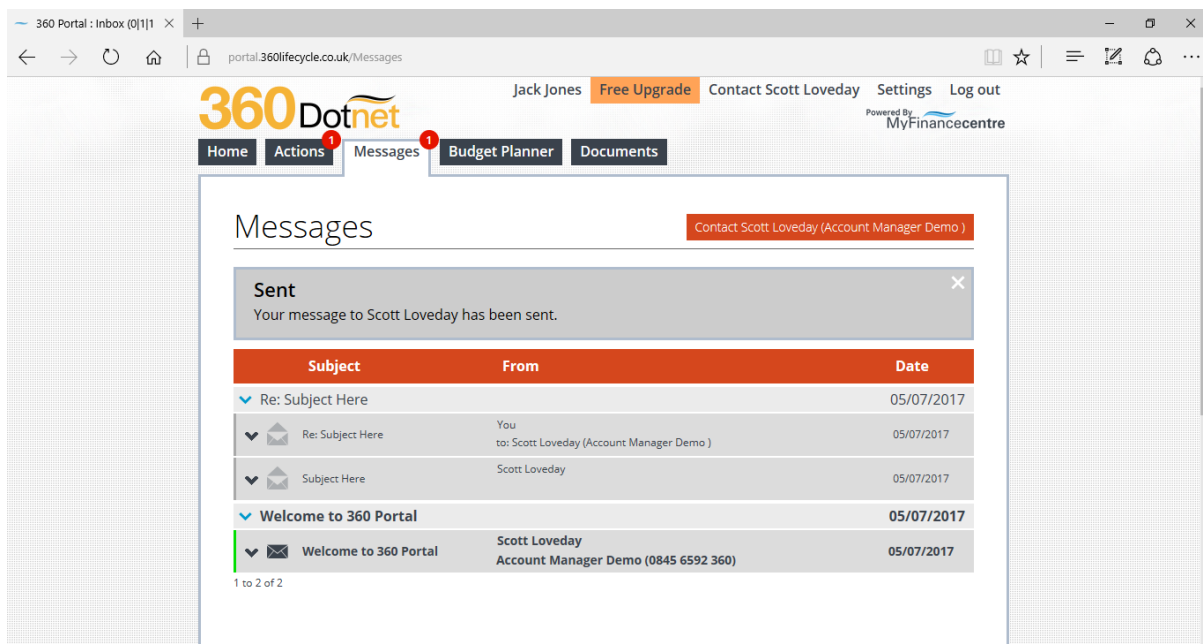 360 Portal : Inbox (0|1|1
portal.360lifecycle.co.uk/Messages
360 Dotnet
Jack Jones Free Upgrade Contact Scott Loveday Settings Log out
Powered By
MyFinancecentre
Home Actions 1 Messages 1 Budget Planner Documents
Messages
Contact Scott Loveday (Account Manager Demo )
Sent
Your message to Scott Loveday has been sent.
Subject From Date
Re: Subject Here 05/07/2017
Re: Subject Here You 05/07/2017
to: Scott Loveday (Account Manager Demo )
Subject Here Scott Loveday 05/07/2017
Welcome to 360 Portal 05/07/2017
Welcome to 360 Portal Scott Loveday 05/07/2017
Account Manager Demo (0845 6592 360)
1 to 2 of 2